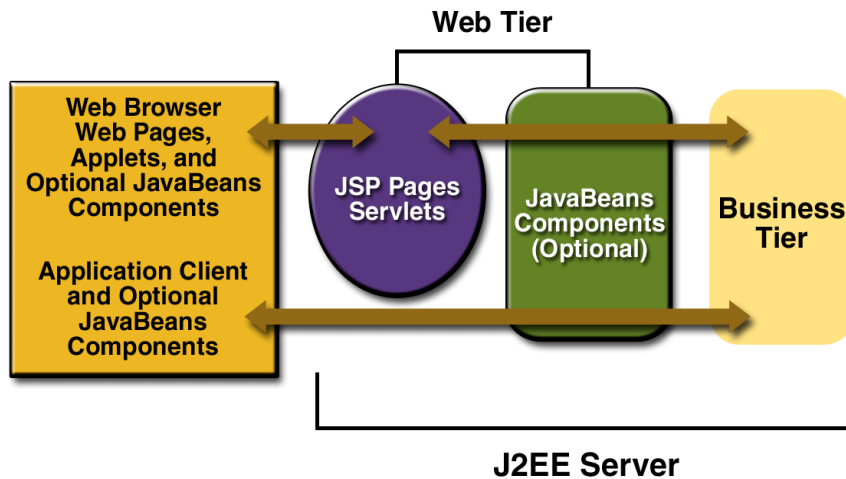 Web Tier
Web Browser
Web Pages,
Applets, and
Optional JavaBeans
Components
Application Client
and Optional
JavaBeans
Components
JSP Pages
Servlets
JavaBeans
Components
(Optional)
Business
Tier
J2EE Server